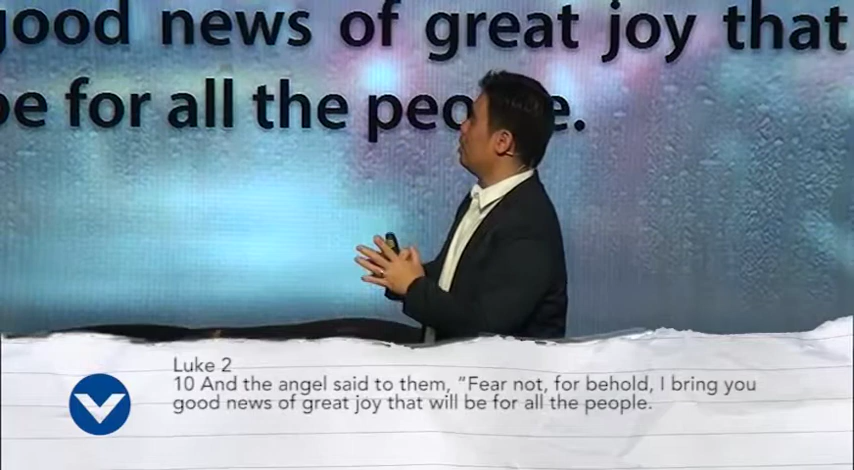 good news of great joy that
be for all the people.
Luke 2
10 And the angel said to them, “Fear not, for behold, I bring you
good news of great joy that will be for all the people.